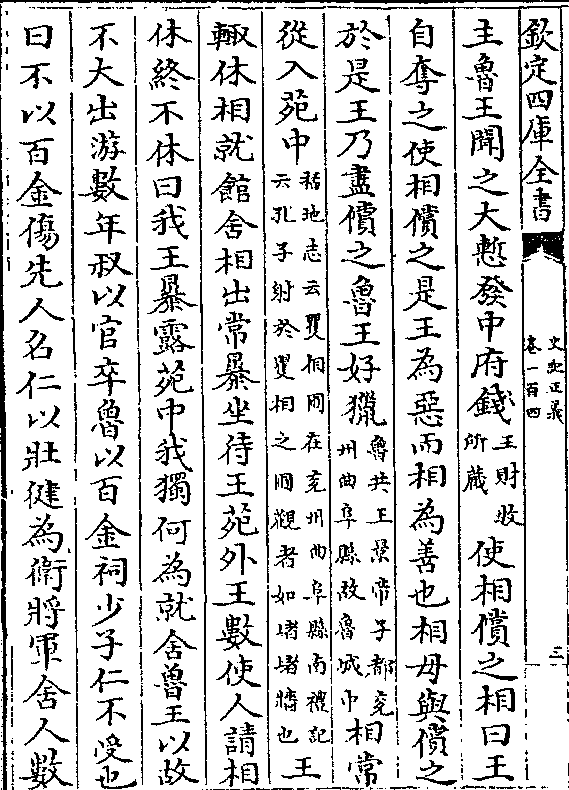 欽定四庫全書
史記正義
卷一百四
三
主魯王聞之大慙發中府錢王財收所藏使相償之相曰王
自奪之使相償之是王為惡而相為善也相毋與償之
於是王乃盡償之魯王好獵魯共王景帝子都兖州曲阜縣故魯城中相常
從入苑中括地志云矍相圃在兖州曲阜縣南禮記云孔子射於矍相之圃觀者如堵堵牆也王
輙休相就館舍相出常暴坐待王苑外王數使人請相
休終不休曰我王暴露苑中我獨何為就舍魯王以故
不大出游數年叔以官卒魯以百金祠少子仁不受也
曰不以百金傷先人名仁以壯健為衛將軍舍人數